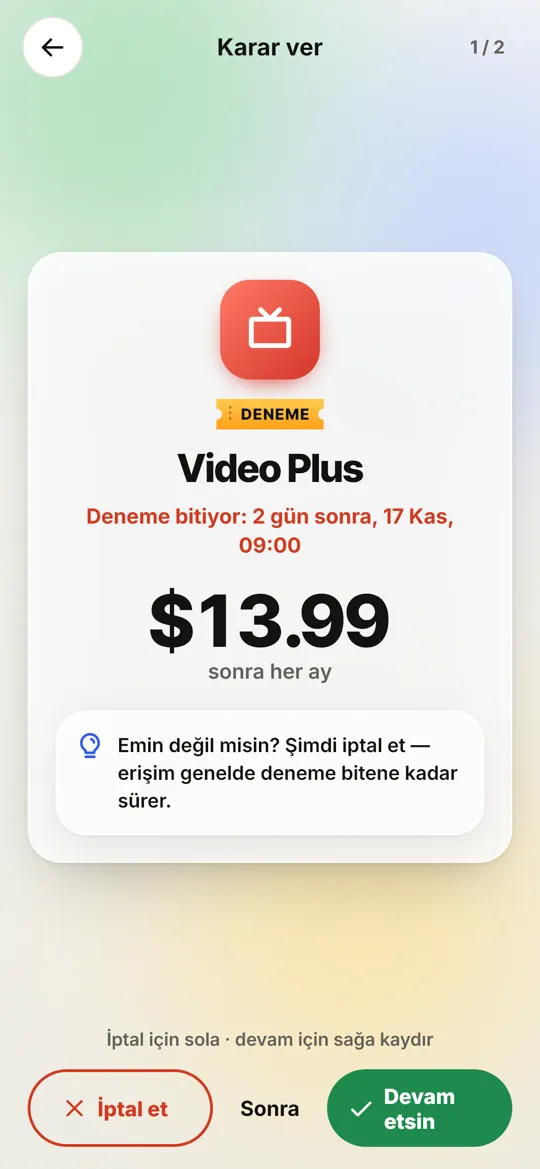 Karar ver
1 / 2
DENEME
Video Plus
Deneme bitiyor: 2 gün sonra, 17 Kas,
09:00
$13.99
sonra her ay
Emin değil misin? Şimdi iptal et —
erişim genelde deneme bitene kadar
sürer.
İptal için sola · devam için sağa kaydır
İptal et
Sonra
Devam
etsin